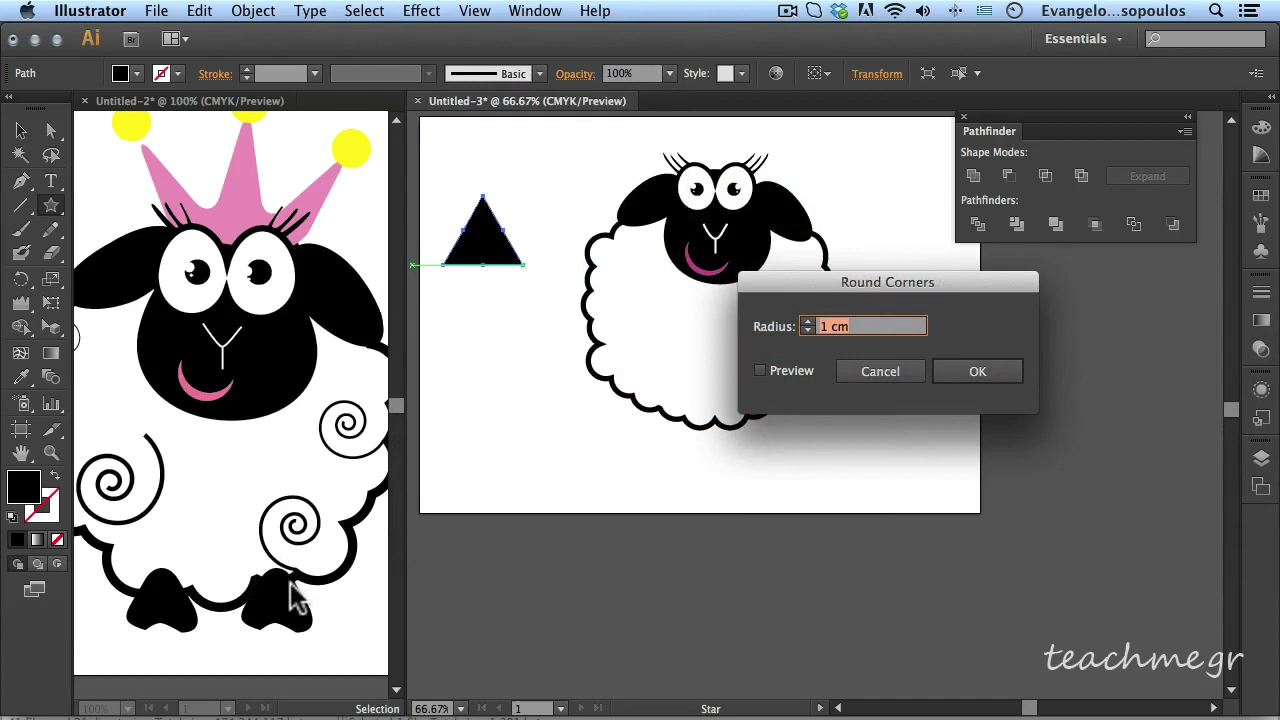 Illustrator File Edit Object Type Select Effect View Window Help Evangelo...sopoulos
Ai Br Essentials
Path Stroke: Basic Opacity: 100% Style: Transform
Untitled-2* @ 100% (CMYK/Preview) Untitled-3* @ 66.67% (CMYK/Preview)
Pathfinder
Shape Modes:
Expand
Pathfinders:
Round Corners
Radius: 1 cm
Preview Cancel OK
teachme.gr
100% 1 Selection 66.67% 1 Star